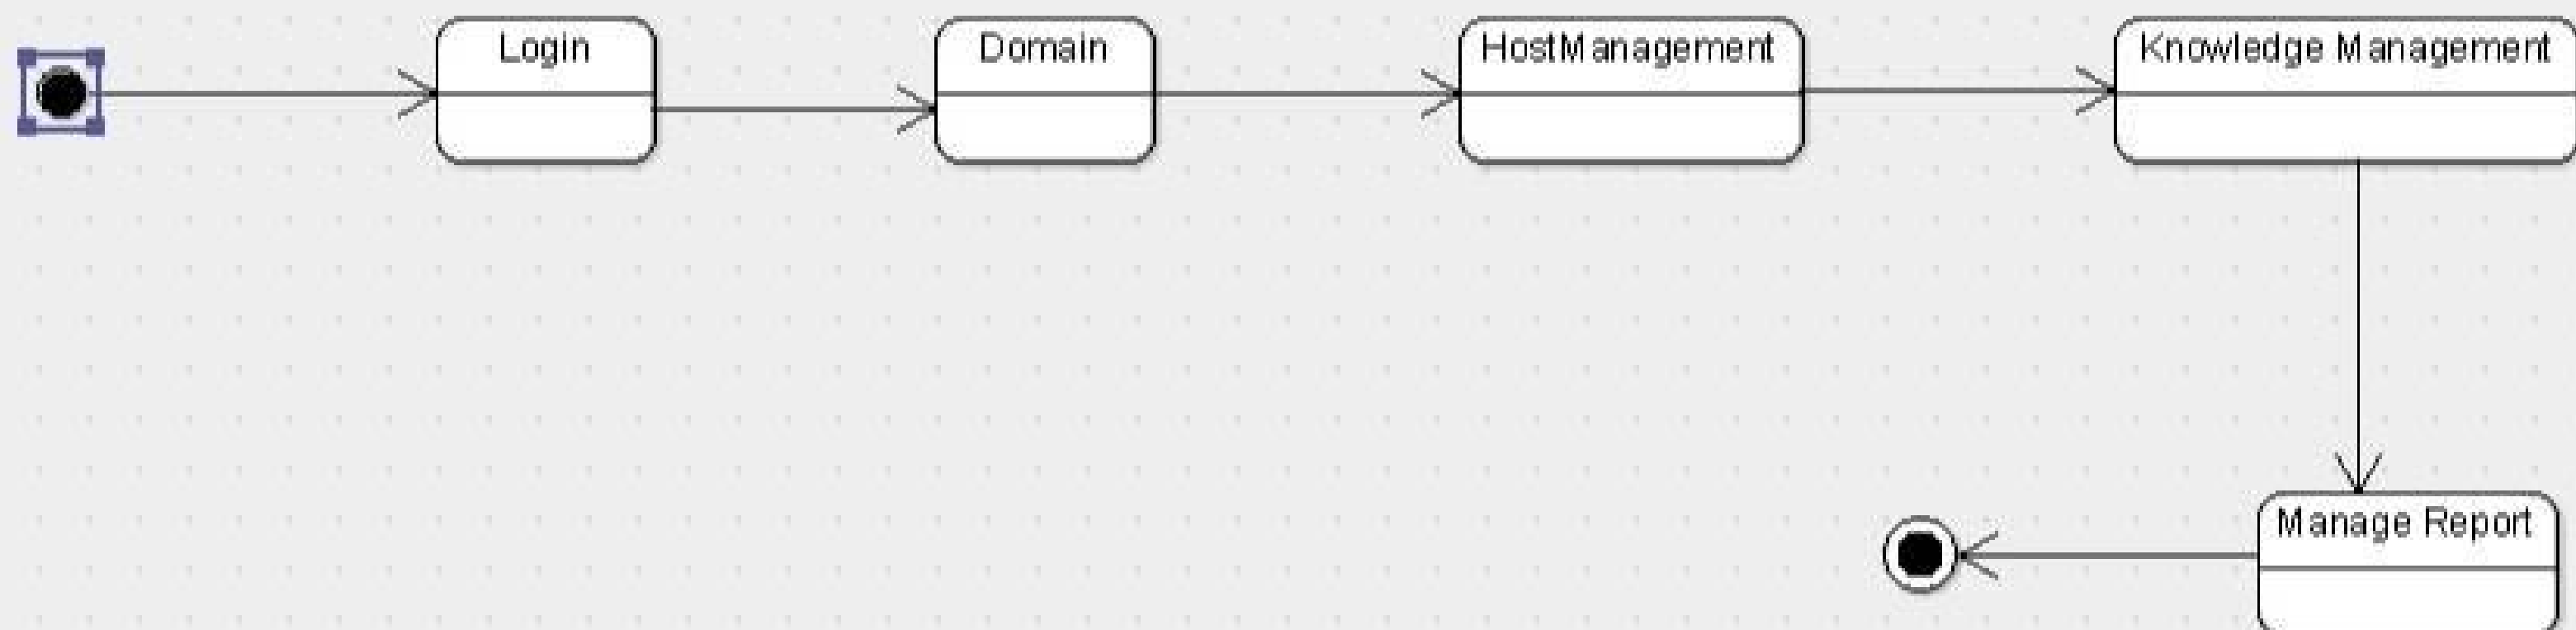 Login
Domain
HostManagement
Knowledge Management
Manage Report